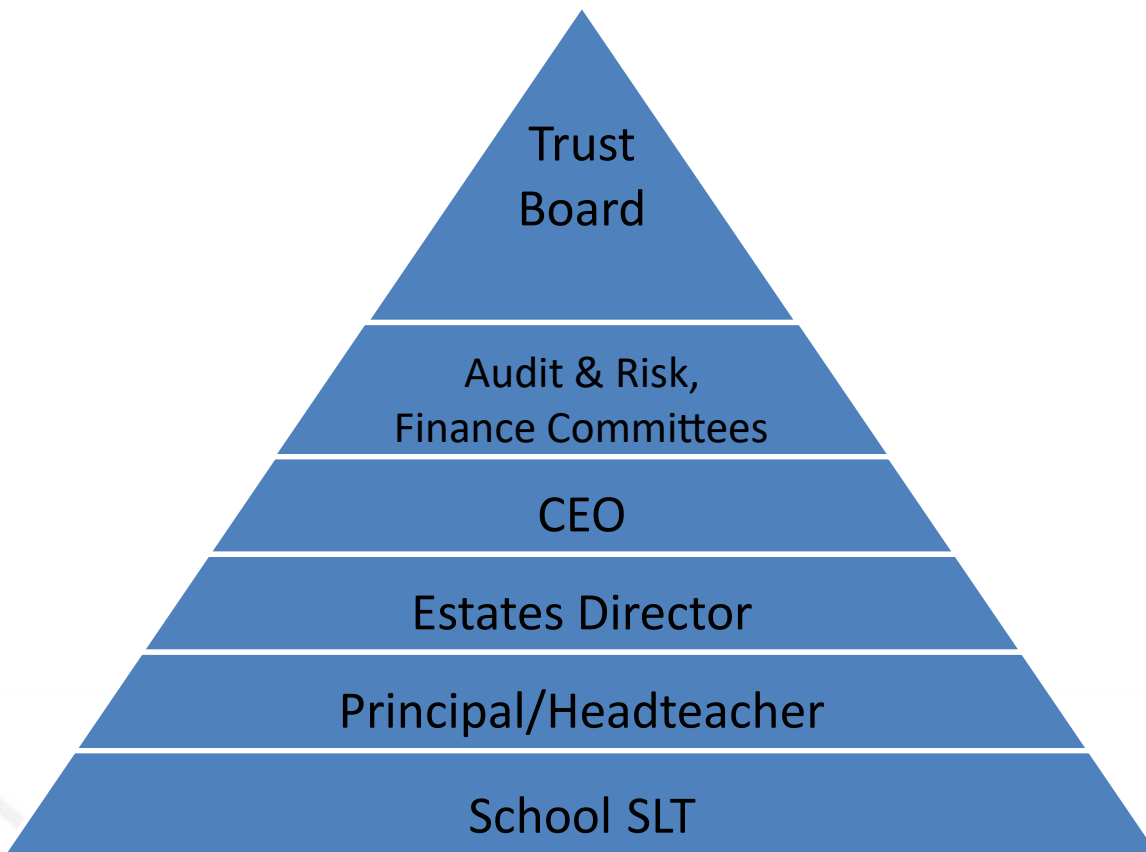 Trust
Board
Audit & Risk,
Finance Committees
CEO
Estates Director
Principal/Headteacher
School SLT